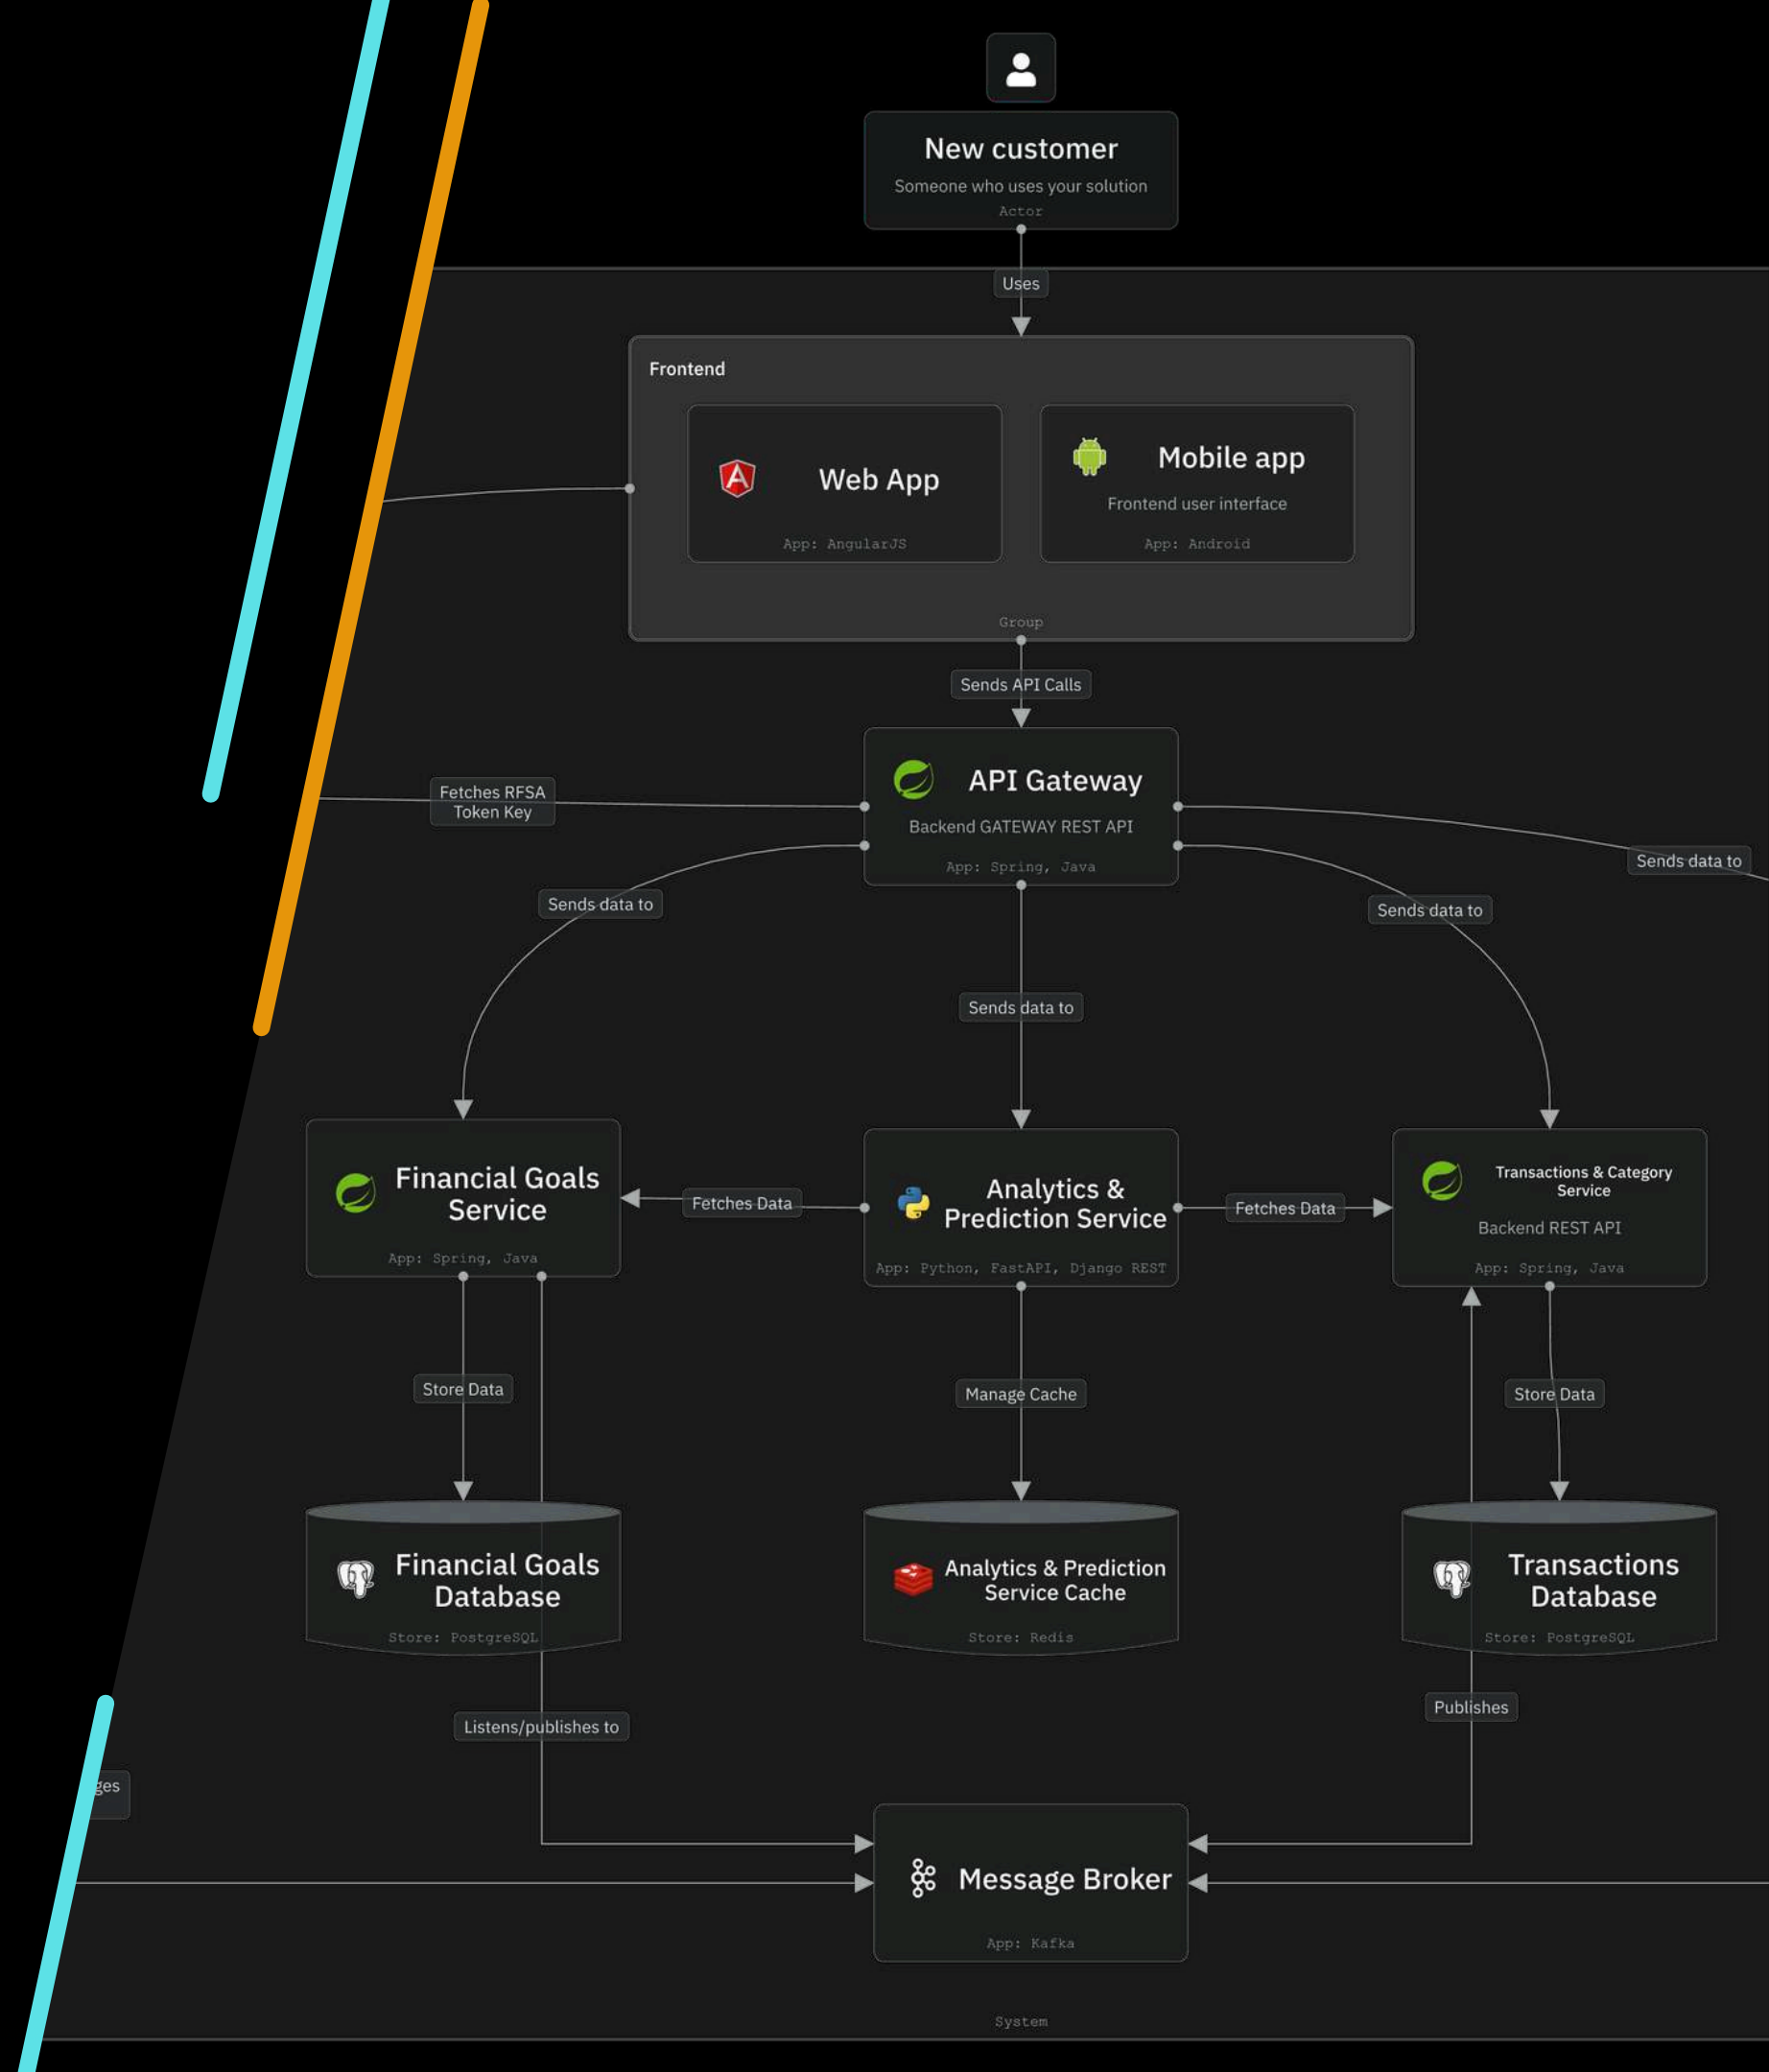 New customer
Someone who uses your solution
Actor
Uses
Frontend
Web App
App: AngularJS
Mobile app
Frontend user interface
App: Android
Group
Sends API Calls
API Gateway
Backend GATEWAY REST API
App: Spring, Java
Fetches RFSA
Token Key
Sends data to
Sends data to
Sends data to
Sends data to
Financial Goals
Service
App: Spring, Java
Fetches Data
Analytics &
Prediction Service
App: Python, FastAPI, Django REST
Fetches Data
Transactions & Category
Service
Backend REST API
App: Spring, Java
Store Data
Manage Cache
Store Data
Financial Goals
Database
Store: PostgreSQL
Analytics & Prediction
Service Cache
Store: Redis
Transactions
Database
Store: PostgreSQL
Listens/publishes to
Publishes
Message Broker
App: Kafka
System